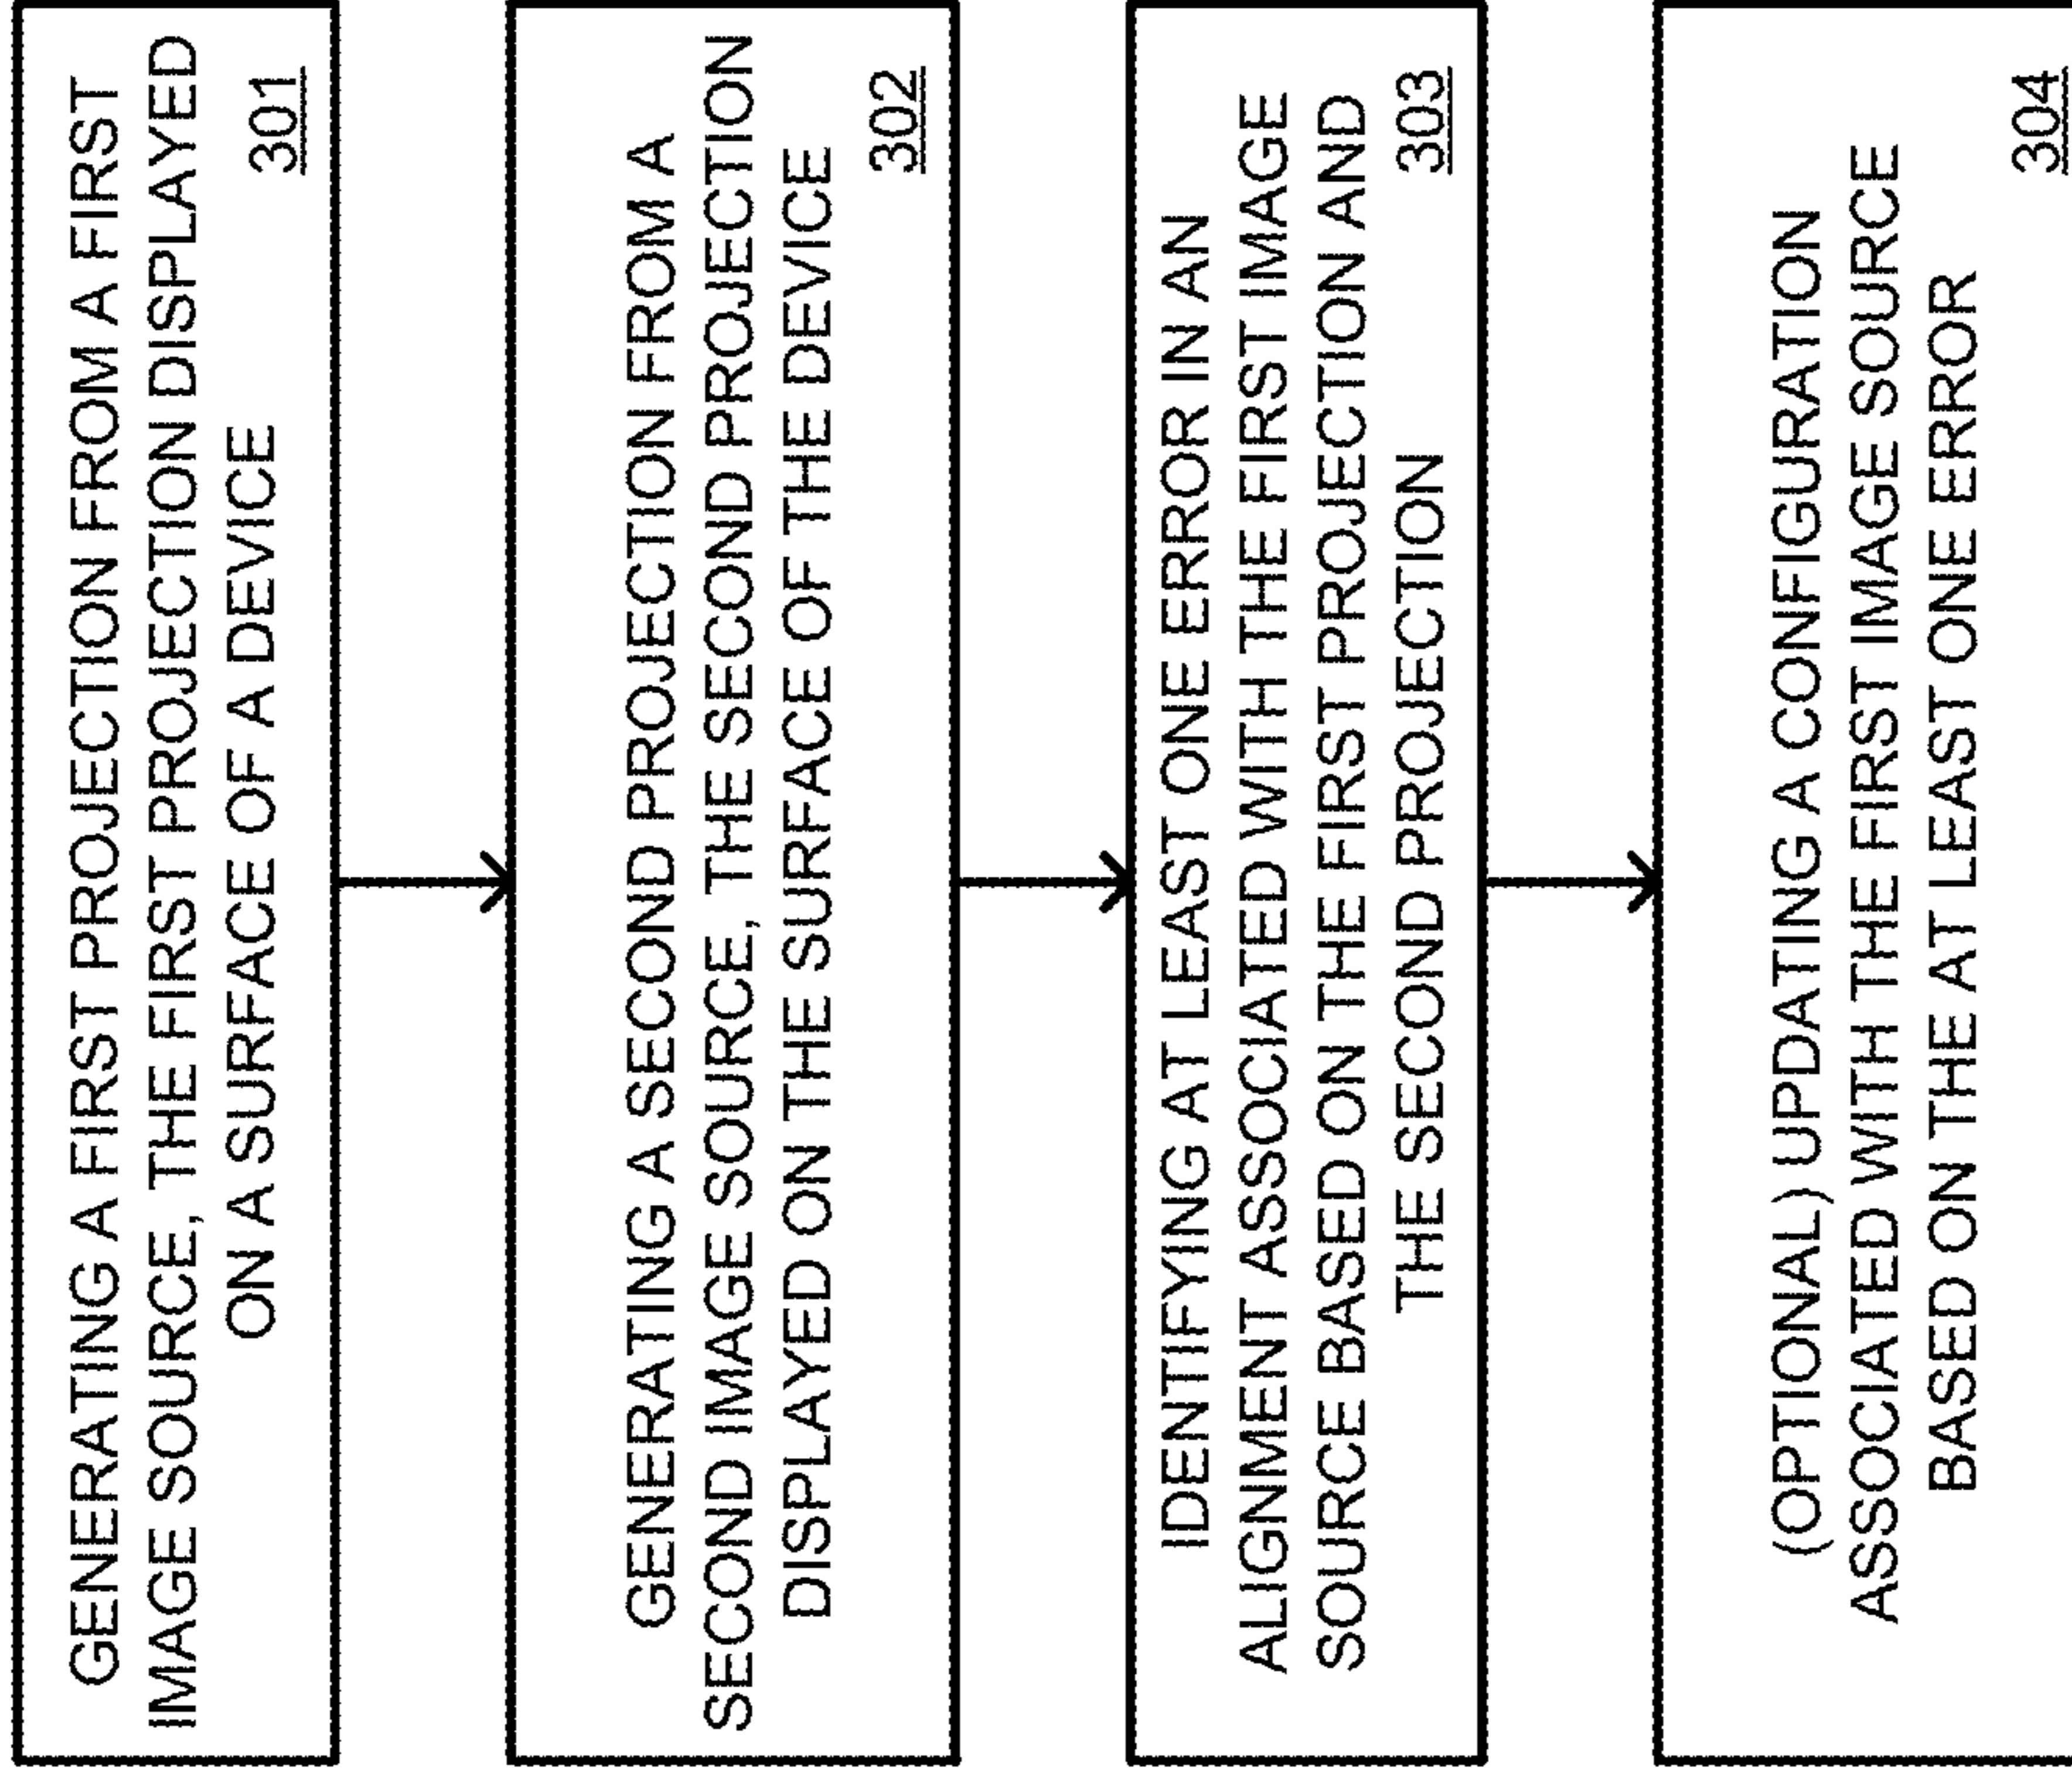 GENERATING A FIRST PROJECTION FROM A FIRST
IMAGE SOURCE, THE FIRST PROJECTION DISPLAYED
ON A SURFACE OF A DEVICE
301
GENERATING A SECOND PROJECTION FROM A
SECOND IMAGE SOURCE, THE SECOND PROJECTION
DISPLAYED ON THE SURFACE OF THE DEVICE
302
IDENTIFYING AT LEAST ONE ERROR IN AN
ALIGNMENT ASSOCIATED WITH THE FIRST IMAGE
SOURCE BASED ON THE FIRST PROJECTION AND
THE SECOND PROJECTION
303
(OPTIONAL) UPDATING A CONFIGURATION
ASSOCIATED WITH THE FIRST IMAGE SOURCE
BASED ON THE AT LEAST ONE ERROR
304